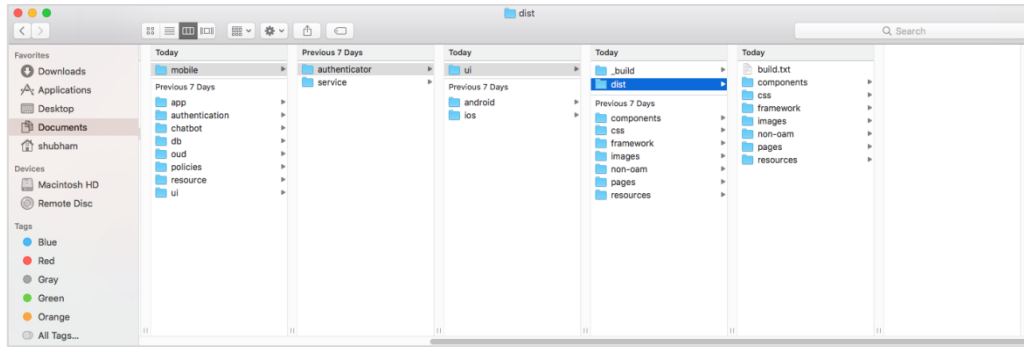 dist
Search
Favorites
Downloads
Applications
Desktop
Documents
shubham
Devices
Macintosh HD
Remote Disc
Tags
Blue
Red
Gray
Green
Orange
All Tags...
Today
mobile
Previous 7 Days
app
authentication
chatbot
db
oud
policies
resource
ui
Previous 7 Days
authenticator
service
Today
ui
Previous 7 Days
android
ios
Today
_build
dist
Previous 7 Days
components
css
framework
images
non-oam
pages
resources
Today
build.txt
components
css
framework
images
non-oam
pages
resources